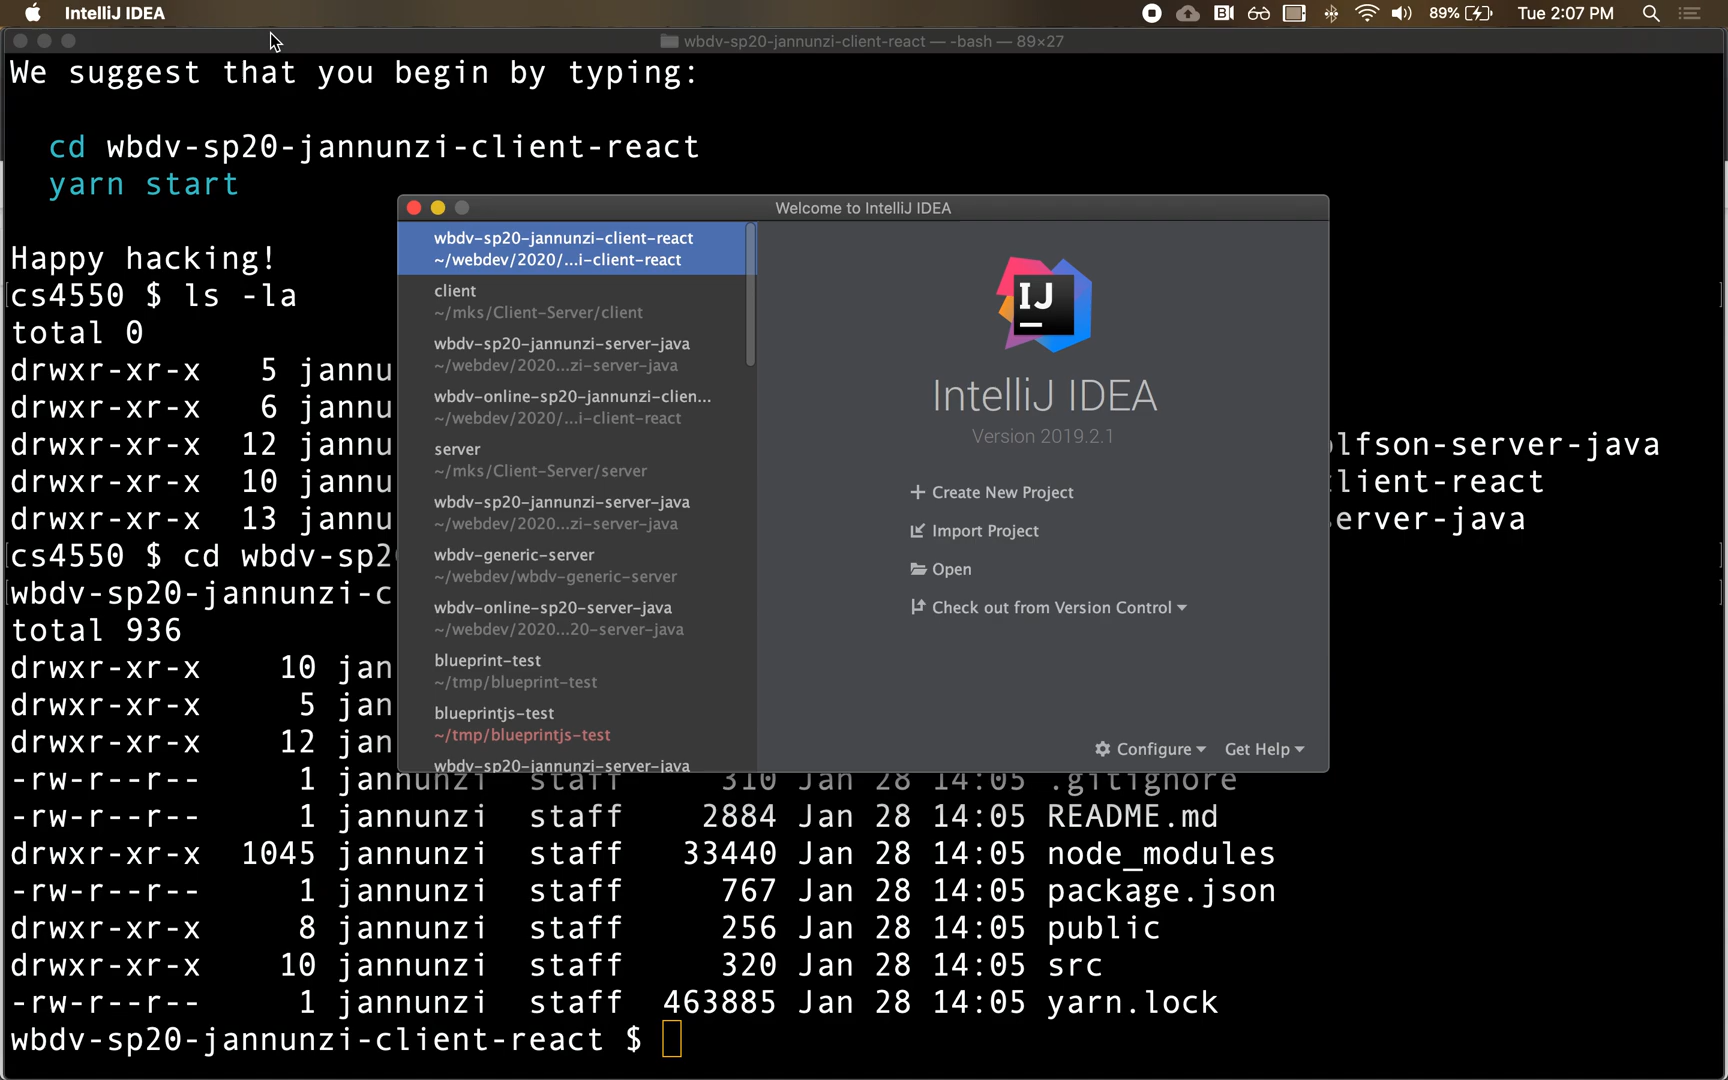 IntelliJ IDEA
89%
Tue 2:07 PM
wbdv-sp20-jannunzi-client-react — -bash — 89×27
We suggest that you begin by typing:
cd wbdv-sp20-jannunzi-client-react
yarn start
Happy hacking!
cs4550 $ ls -la
total 0
drwxr-xr-x 5 jannu
drwxr-xr-x 6 jannu
drwxr-xr-x 12 jannu lfson-server-java
drwxr-xr-x 10 jannu client-react
drwxr-xr-x 13 jannu erver-java
cs4550 $ cd wbdv-sp2
wbdv-sp20-jannunzi-c
total 936
drwxr-xr-x 10 jan
drwxr-xr-x 5 jan
drwxr-xr-x 12 jan
-rw-r--r-- 1 jannunzi staff 310 Jan 28 14:05 .gitignore
-rw-r--r-- 1 jannunzi staff 2884 Jan 28 14:05 README.md
drwxr-xr-x 1045 jannunzi staff 33440 Jan 28 14:05 node_modules
-rw-r--r-- 1 jannunzi staff 767 Jan 28 14:05 package.json
drwxr-xr-x 8 jannunzi staff 256 Jan 28 14:05 public
drwxr-xr-x 10 jannunzi staff 320 Jan 28 14:05 src
-rw-r--r-- 1 jannunzi staff 463885 Jan 28 14:05 yarn.lock
wbdv-sp20-jannunzi-client-react $
Welcome to IntelliJ IDEA
wbdv-sp20-jannunzi-client-react
~/webdev/2020/...i-client-react
client
~/mks/Client-Server/client
wbdv-sp20-jannunzi-server-java
~/webdev/2020...zi-server-java
wbdv-online-sp20-jannunzi-clien...
~/webdev/2020/...i-client-react
server
~/mks/Client-Server/server
wbdv-sp20-jannunzi-server-java
~/webdev/2020...zi-server-java
wbdv-generic-server
~/webdev/wbdv-generic-server
wbdv-online-sp20-server-java
~/webdev/2020...20-server-java
blueprint-test
~/tmp/blueprint-test
blueprintjs-test
~/tmp/blueprintjs-test
wbdv-sp20-jannunzi-server-java
IJ
IntelliJ IDEA
Version 2019.2.1
Create New Project
Import Project
Open
Check out from Version Control
Configure
Get Help